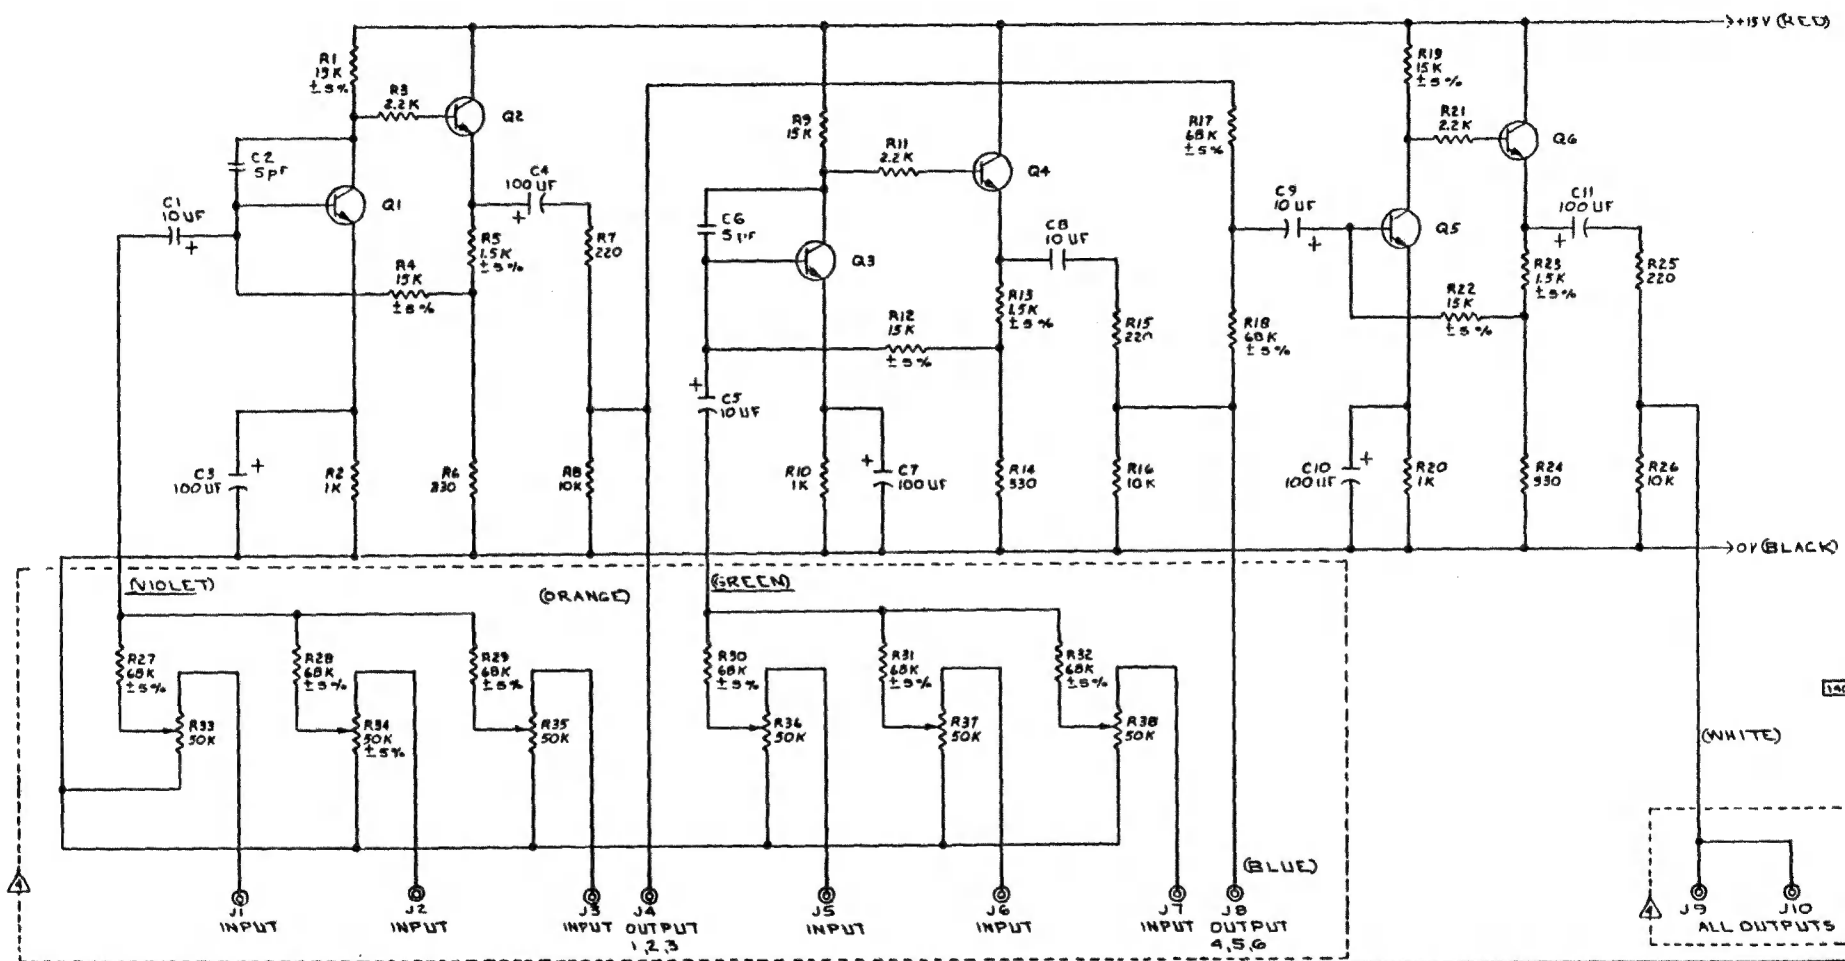 +15V (RED)
R1
15K
±5%
R3
2.2K
Q2
C2
5pF
C1
10UF
+
Q1
C4
100UF
+
R5
1.5K
±5%
R7
220
R4
15K
±5%
C3
100UF
+
R2
1K
R6
R8
10K
R9
15K
R11
2.2K
Q4
C6
Q3
C8
10UF
R13
1.5K
±5%
R12
15K
±5%
R15
220
+
C5
10UF
R10
1K
+
C7
100UF
R14
330
R16
10K
R17
68K
±5%
R18
68K
±5%
C9
10UF
+
R19
15K
±5%
R21
2.2K
Q6
Q5
C11
100UF
+
R23
1.5K
±5%
R25
220
R22
15K
±5%
C10
100UF
+
R20
1K
R24
330
R26
10K
0V (BLACK)
(VIOLET)
(ORANGE)
(GREEN)
R27
68K
±5%
R28
68K
±5%
R29
68K
±5%
R30
68K
±5%
R31
68K
±5%
R32
68K
±5%
R33
50K
R34
50K
±5%
R35
50K
R36
50K
R37
50K
R38
50K
(WHITE)
(BLUE)
J1
INPUT
J2
INPUT
J3
INPUT
J4
OUTPUT
1,2,3
J5
INPUT
J6
INPUT
J7
INPUT
J8
OUTPUT
4,5,6
J9
J10
ALL OUTPUTS